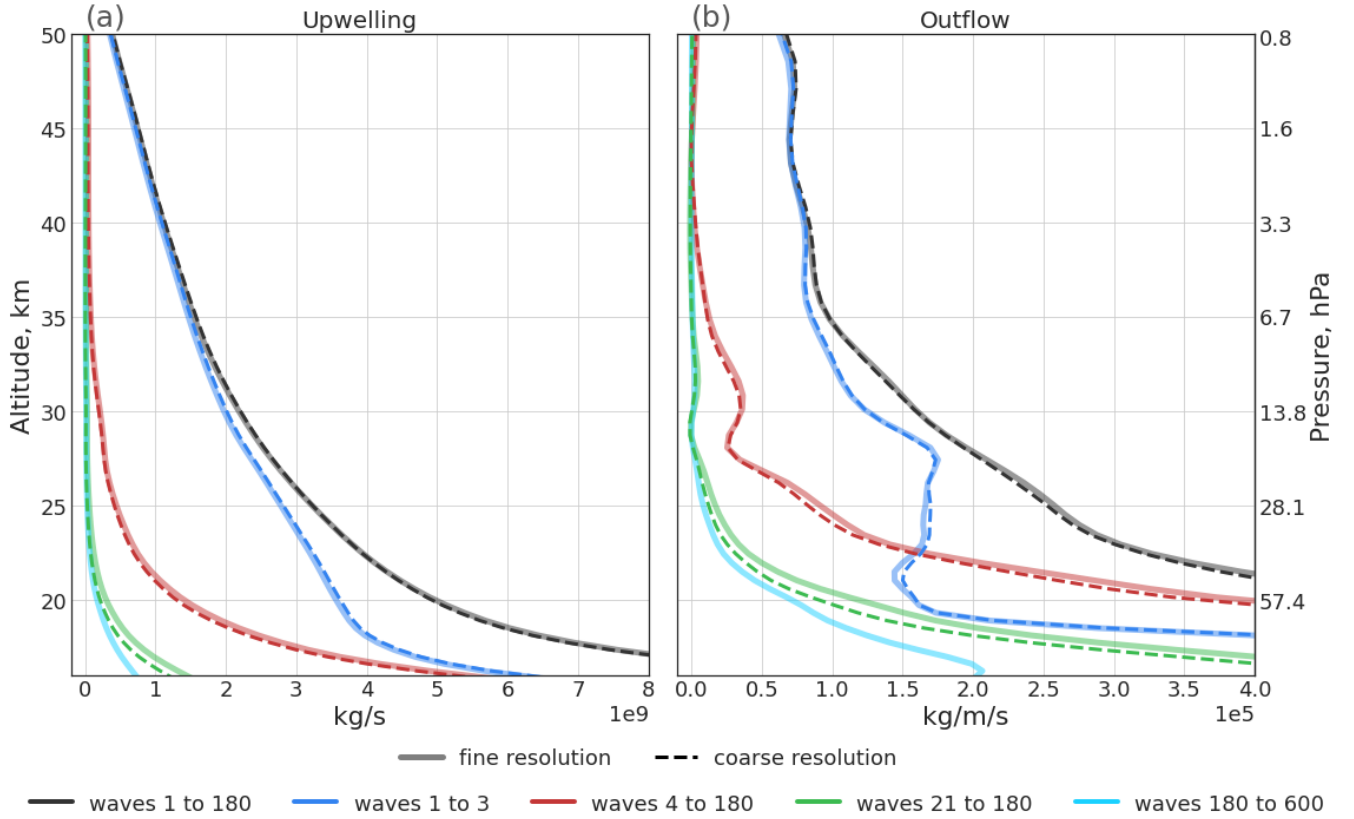 (a) Upwelling
(b) Outflow
50
45
40
35
30
25
20
Altitude, km
0 1 2 3 4 5 6 7 8
1e9
kg/s
0.0 0.5 1.0 1.5 2.0 2.5 3.0 3.5 4.0
1e5
kg/m/s
0.8
1.6
3.3
6.7
13.8
28.1
57.4
Pressure, hPa
fine resolution coarse resolution
waves 1 to 180 waves 1 to 3 waves 4 to 180 waves 21 to 180 waves 180 to 600